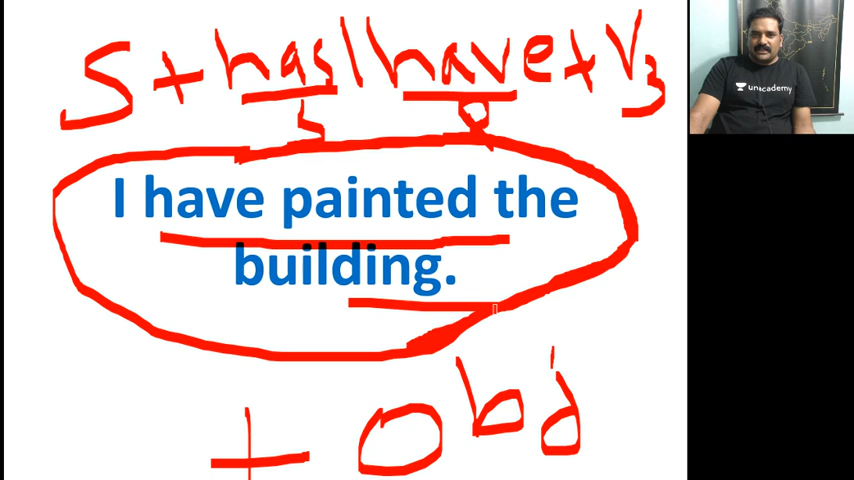 S + has/have + V3
I have painted the
building.
+ obj
unacademy